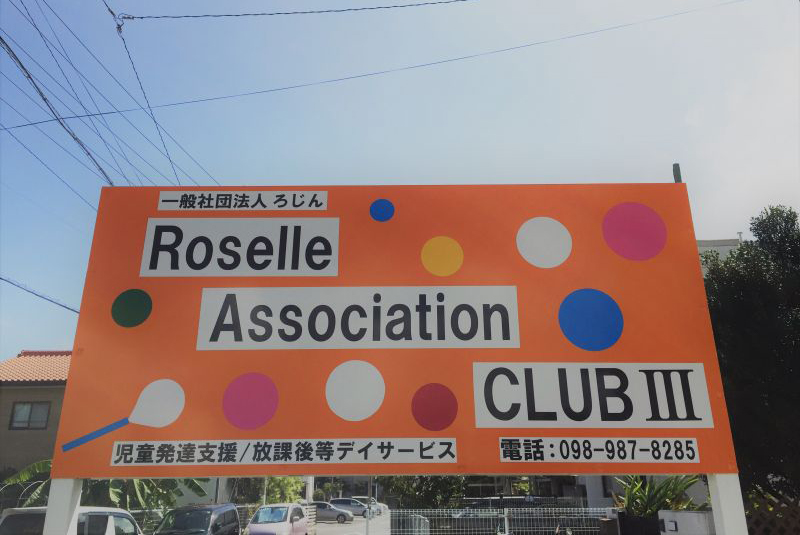 一般社団法人 ろじん
Roselle
Association
CLUB III
児童発達支援/放課後等デイサービス
電話:098-987-8285